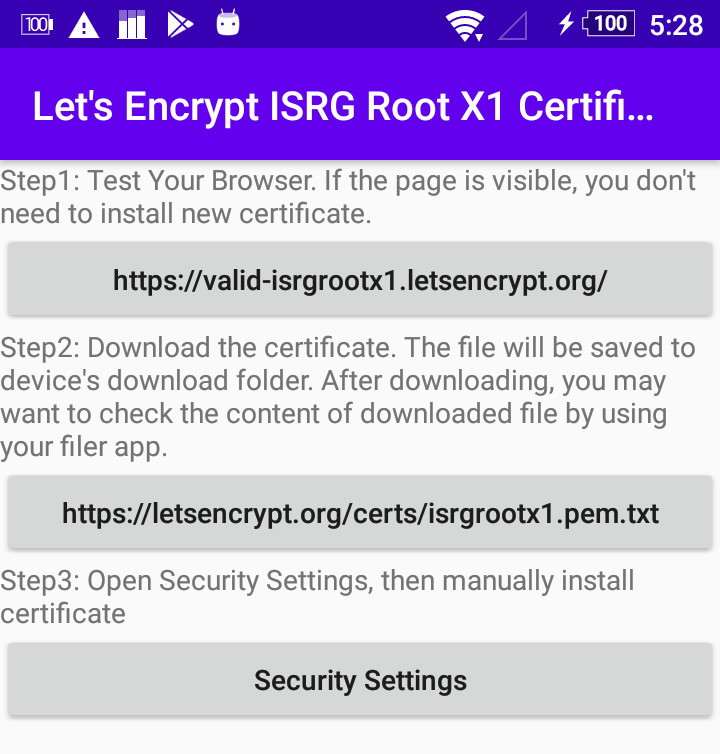 100 100 5:28
Let's Encrypt ISRG Root X1 Certifi...
Step1: Test Your Browser. If the page is visible, you don't
need to install new certificate.
https://valid-isrgrootx1.letsencrypt.org/
Step2: Download the certificate. The file will be saved to
device's download folder. After downloading, you may
want to check the content of downloaded file by using
your filer app.
https://letsencrypt.org/certs/isrgrootx1.pem.txt
Step3: Open Security Settings, then manually install
certificate
Security Settings